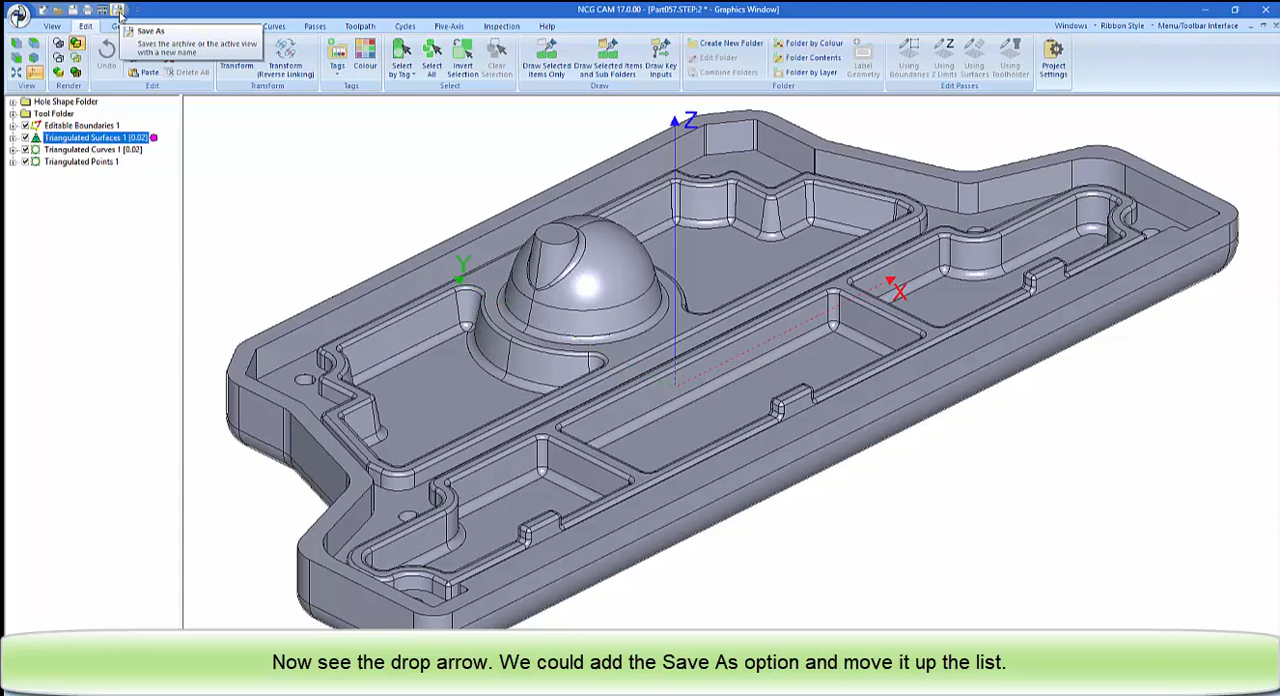 NCG CAM 17.0.00 - [Part057.STEP:2 * - Graphics Window]
View Edit Curves Passes Toolpath Cycles Five-Axis Inspection Help
Windows Ribbon Style Menu/Toolbar Interface
Save As
Saves the archive or the active view
with a new name.
Undo
Paste Delete All
Transform
Transform
(Reverse Linking)
Tags
Colour
Select
by Tag
Select
All
Invert
Selection
Clear
Selection
Draw Selected
Items Only
Draw Selected Items
and Sub Folders
Draw Key
Inputs
Create New Folder
Edit Folder
Combine Folders
Folder by Colour
Folder Contents
Folder by Layer
Label
Geometry
Using
Boundaries
Using
Z Limits
Using
Surfaces
Using
Toolholder
Project
Settings
View Render Edit Transform Tags Select Draw Folder Edit Passes
Hole Shape Folder
Tool Folder
Editable Boundaries 1
Triangulated Surfaces 1 [0.02]
Triangulated Curves 1 [0.02]
Triangulated Points 1
Z
Y
X
Now see the drop arrow. We could add the Save As option and move it up the list.